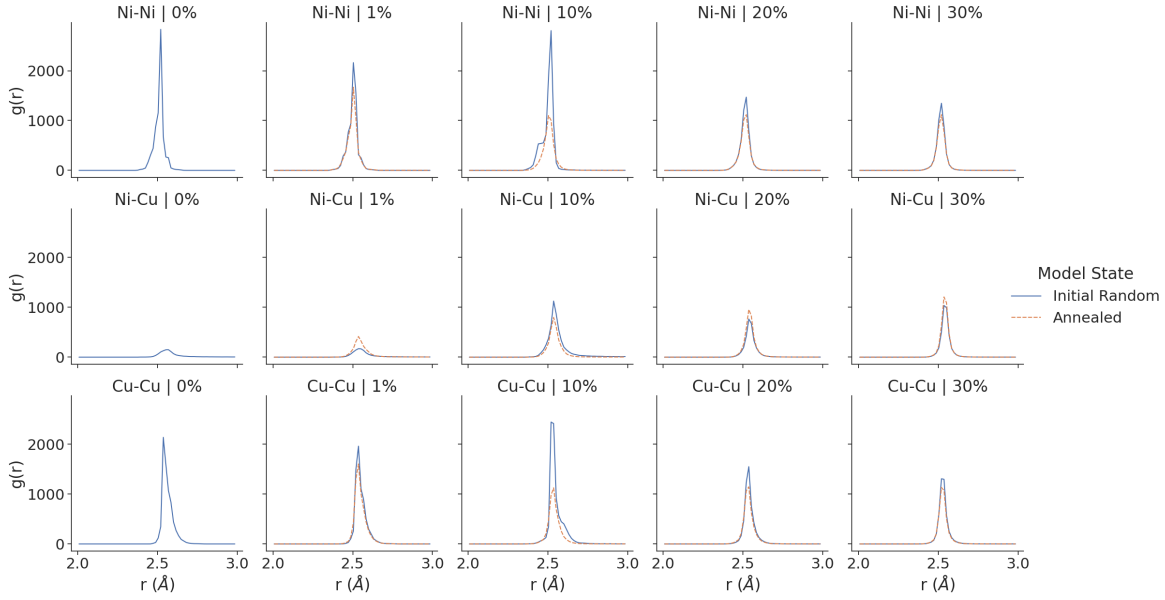 Ni-Ni | 0%
Ni-Ni | 1%
Ni-Ni | 10%
Ni-Ni | 20%
Ni-Ni | 30%
g(r)
2000
1000
0
Ni-Cu | 0%
Ni-Cu | 1%
Ni-Cu | 10%
Ni-Cu | 20%
Ni-Cu | 30%
g(r)
2000
1000
0
Model State
Initial Random
Annealed
Cu-Cu | 0%
Cu-Cu | 1%
Cu-Cu | 10%
Cu-Cu | 20%
Cu-Cu | 30%
g(r)
2000
1000
0
2.0 2.5 3.0
2.0 2.5 3.0
2.0 2.5 3.0
2.0 2.5 3.0
2.0 2.5 3.0
r (Å)
r (Å)
r (Å)
r (Å)
r (Å)